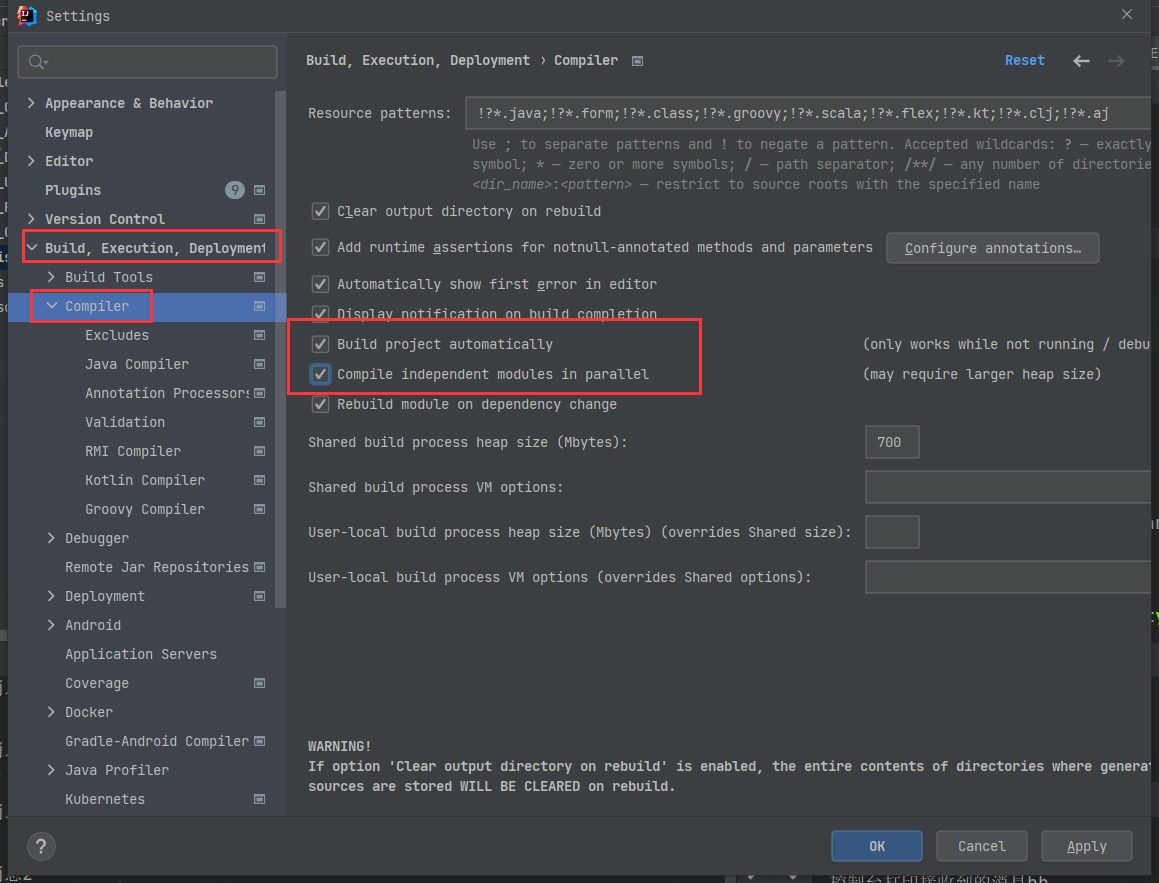 Settings
Appearance & Behavior
Keymap
Editor
Plugins 9
Version Control
Build, Execution, Deployment
Build Tools
Compiler
Excludes
Java Compiler
Annotation Processors
Validation
RMI Compiler
Kotlin Compiler
Groovy Compiler
Debugger
Remote Jar Repositories
Deployment
Android
Application Servers
Coverage
Docker
Gradle-Android Compiler
Java Profiler
Kubernetes
Build, Execution, Deployment › Compiler
Reset
Resource patterns: !?*.java;!?*.form;!?*.class;!?*.groovy;!?*.scala;!?*.flex;!?*.kt;!?*.clj;!?*.aj
Use ; to separate patterns and ! to negate a pattern. Accepted wildcards: ? — exactly
symbol; * — zero or more symbols; / — path separator; /**/ — any number of directories
<dir_name>:<pattern> — restrict to source roots with the specified name
Clear output directory on rebuild
Add runtime assertions for notnull-annotated methods and parameters Configure annotations…
Automatically show first error in editor
Display notification on build completion
Build project automatically (only works while not running / debu
Compile independent modules in parallel (may require larger heap size)
Rebuild module on dependency change
Shared build process heap size (Mbytes): 700
Shared build process VM options:
User-local build process heap size (Mbytes) (overrides Shared size):
User-local build process VM options (overrides Shared options):
WARNING!
If option 'Clear output directory on rebuild' is enabled, the entire contents of directories where generat
sources are stored WILL BE CLEARED on rebuild.
?
OK Cancel Apply